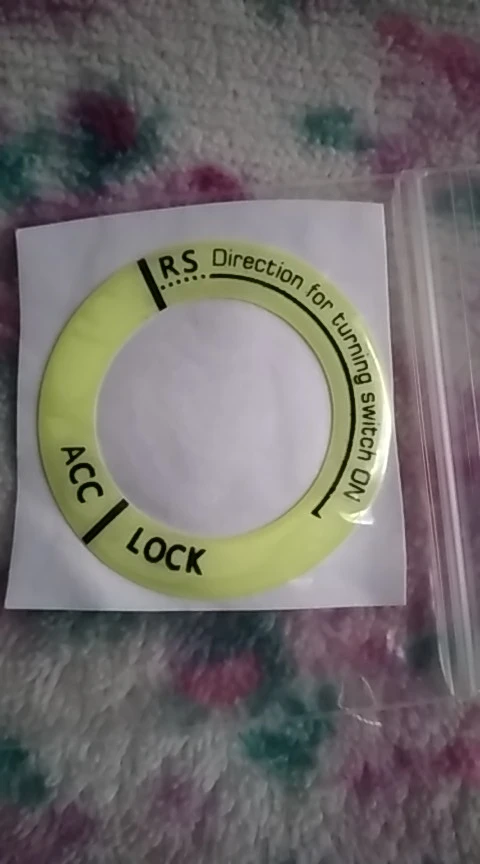 RS Direction for turning switch ON
ACC
LOCK